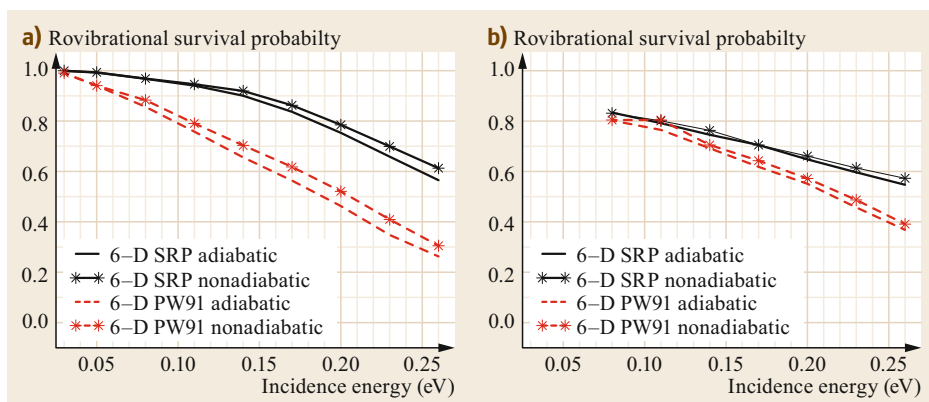 a) Rovibrational survival probabilty
1.0
0.8
0.6
0.4
0.2
0.0
6–D SRP adiabatic
6–D SRP nonadiabatic
6–D PW91 adiabatic
6–D PW91 nonadiabatic
0.05 0.10 0.15 0.20 0.25
Incidence energy (eV)
b) Rovibrational survival probabilty
1.0
0.8
0.6
0.4
0.2
0.0
6–D SRP adiabatic
6–D SRP nonadiabatic
6–D PW91 adiabatic
6–D PW91 nonadiabatic
0.05 0.10 0.15 0.20 0.25
Incidence energy (eV)